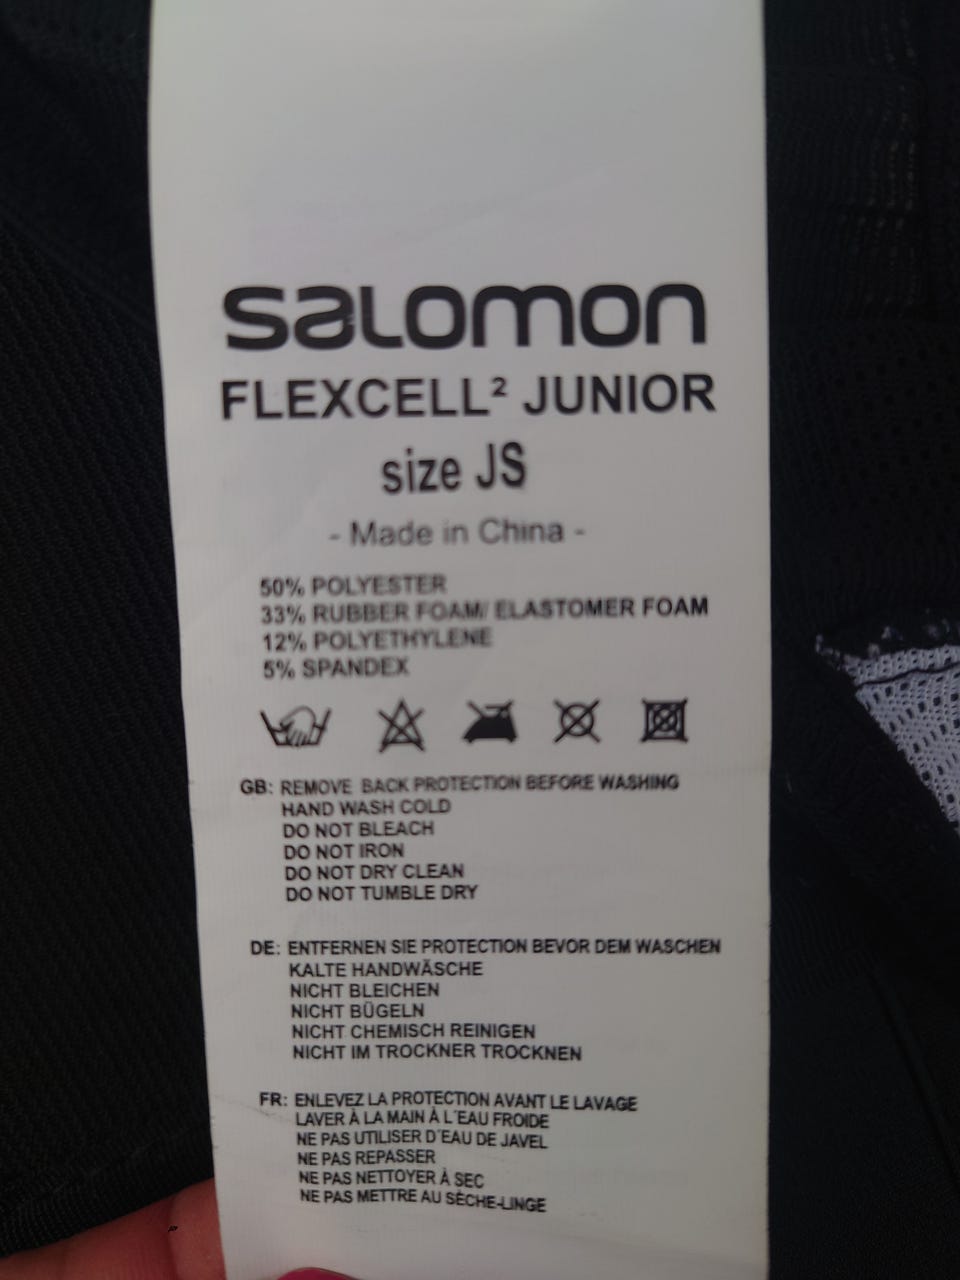 salomon
FLEXCELL² JUNIOR
size JS
- Made in China -
50% POLYESTER
33% RUBBER FOAM/ ELASTOMER FOAM
12% POLYETHYLENE
5% SPANDEX
GB: REMOVE BACK PROTECTION BEFORE WASHING
HAND WASH COLD
DO NOT BLEACH
DO NOT IRON
DO NOT DRY CLEAN
DO NOT TUMBLE DRY
DE: ENTFERNEN SIE PROTECTION BEVOR DEM WASCHEN
KALTE HANDWÄSCHE
NICHT BLEICHEN
NICHT BÜGELN
NICHT CHEMISCH REINIGEN
NICHT IM TROCKNER TROCKNEN
FR: ENLEVEZ LA PROTECTION AVANT LE LAVAGE
LAVER À LA MAIN À L'EAU FROIDE
NE PAS UTILISER D'EAU DE JAVEL
NE PAS REPASSER
NE PAS NETTOYER À SEC
NE PAS METTRE AU SÈCHE-LINGE